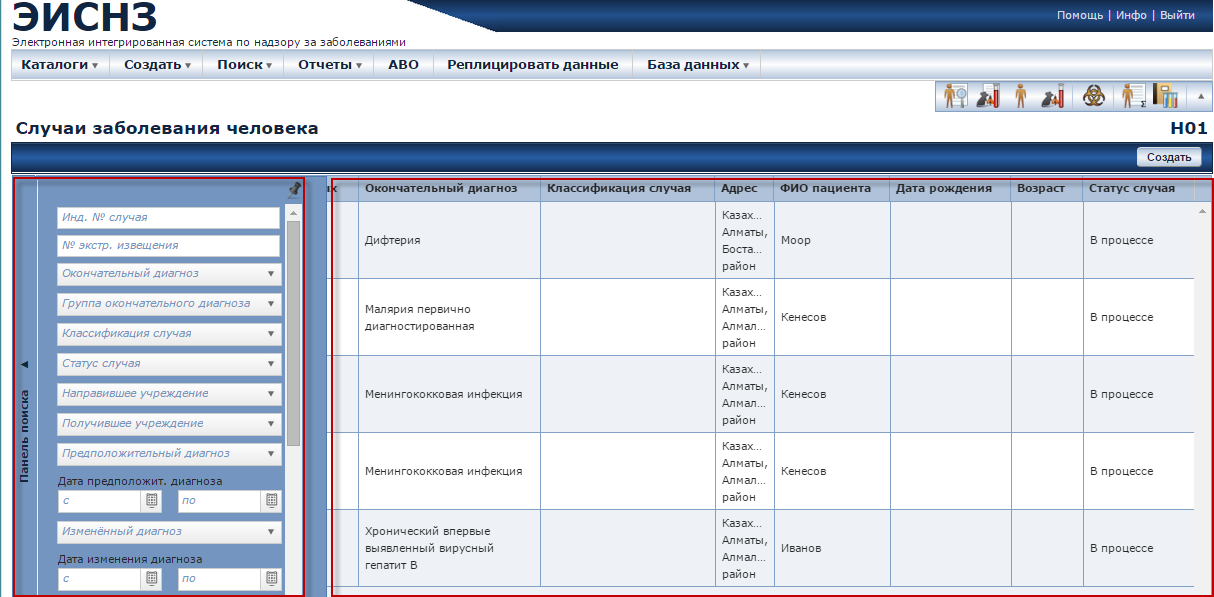 ЭИСНЗ
Помощь | Инфо | Выйти
Электронная интегрированная система по надзору за заболеваниями
Каталоги Создать Поиск Отчеты АВО Реплицировать данные База данных
Случаи заболевания человека H01
Создать
Окончательный диагноз Классификация случая Адрес ФИО пациента Дата рождения Возраст Статус случая
Панель поиска
Инд. № случая
№ экстр. извещения
Окончательный диагноз
Группа окончательного диагноза
Классификация случая
Статус случая
Направившее учреждение
Получившее учреждение
Предположительный диагноз
Дата предположит. диагноза
с по
Изменённый диагноз
Дата изменения диагноза
с по
Казах...
Алматы,
Дифтерия Моор В процессе
Боста...
район
Казах...
Малярия первично
Алматы,
Кенесов В процессе
диагностированная
Алмал...
район
Казах...
Алматы,
Менингококковая инфекция Кенесов В процессе
Алмал...
район
Казах...
Алматы,
Менингококковая инфекция Кенесов В процессе
Алмал...
район
Казах...
Хронический впервые
Алматы,
выявленный вирусный Иванов В процессе
Алмал...
гепатит В
район